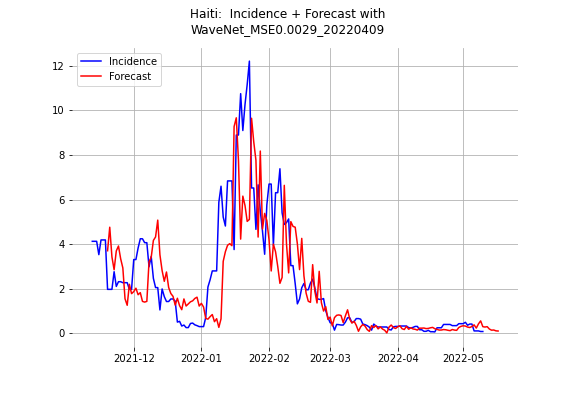 Haiti:  Incidence + Forecast with
WaveNet_MSE0.0029_20220409
Incidence
Forecast
12
10
8
6
4
2
0
2021-12 2022-01 2022-02 2022-03 2022-04 2022-05